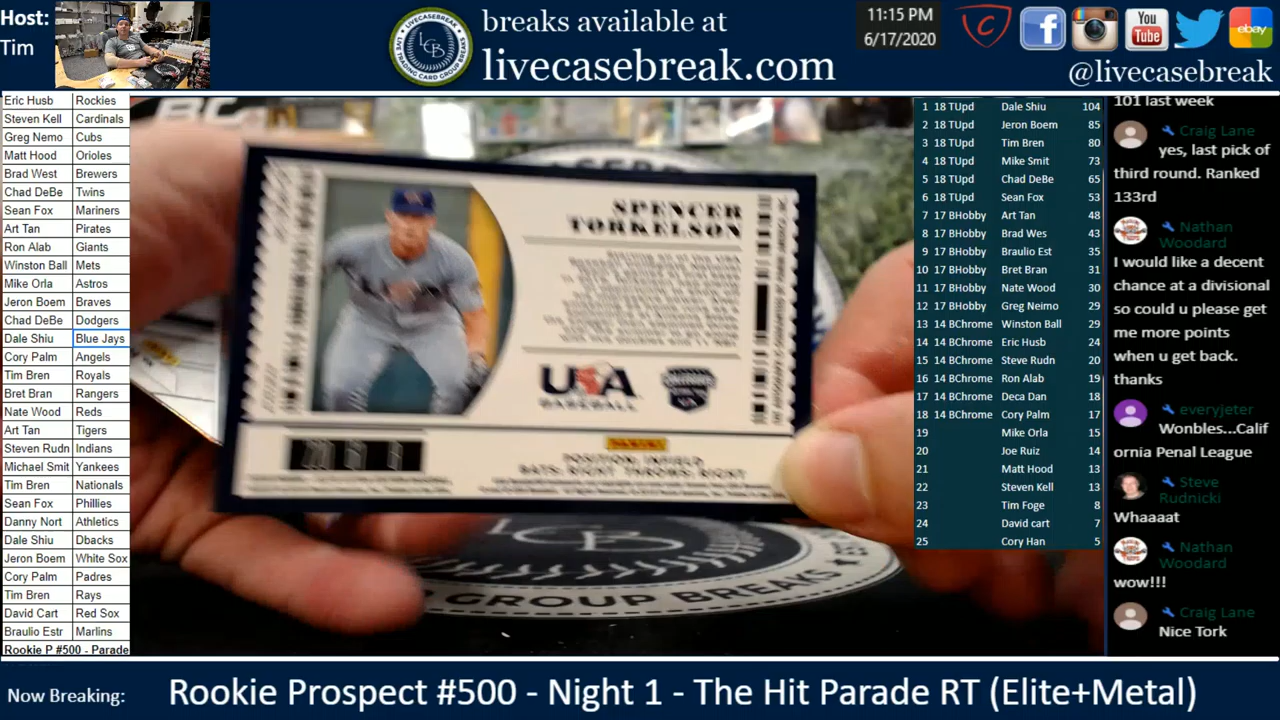 Host:
Tim
breaks available at
livecasebreak.com
11:15 PM
6/17/2020
You
Tube
ebay
@livecasebreak
Eric Husb Rockies
Steven Kell Cardinals
Greg Nemo Cubs
Matt Hood Orioles
Brad West Brewers
Chad DeBe Twins
Sean Fox Mariners
Art Tan Pirates
Ron Alab Giants
Winston Ball Mets
Mike Orla Astros
Jeron Boem Braves
Chad DeBe Dodgers
Dale Shiu Blue Jays
Cory Palm Angels
Tim Bren Royals
Bret Bran Rangers
Nate Wood Reds
Art Tan Tigers
Steven Rudn Indians
Michael Smit Yankees
Tim Bren Nationals
Sean Fox Phillies
Danny Nort Athletics
Dale Shiu Dbacks
Jeron Boem White Sox
Cory Palm Padres
Tim Bren Rays
David Cart Red Sox
Braulio Estr Marlins
Rookie P #500 - Parade
SPENCER
TORKELSON
USA
BASEBALL
PANINI
POSITION: INFIELD
BATS: RIGHT THROWS: RIGHT
LCB
GROUP BREAKS
1 18 TUpd Dale Shiu 104
2 18 TUpd Jeron Boem 85
3 18 TUpd Tim Bren 80
4 18 TUpd Mike Smit 73
5 18 TUpd Chad DeBe 65
6 18 TUpd Sean Fox 53
7 17 BHobby Art Tan 48
8 17 BHobby Brad Wes 43
9 17 BHobby Braulio Est 35
10 17 BHobby Bret Bran 31
11 17 BHobby Nate Wood 30
12 17 BHobby Greg Neimo 29
13 14 BChrome Winston Ball 29
14 14 BChrome Eric Husb 24
15 14 BChrome Steve Rudn 20
16 14 BChrome Ron Alab 19
17 14 BChrome Deca Dan 18
18 14 BChrome Cory Palm 17
19 Mike Orla 15
20 Joe Ruiz 14
21 Matt Hood 13
22 Steven Kell 13
23 Tim Foge 8
24 David cart 7
25 Cory Han 5
101 last week
Craig Lane
yes, last pick of
third round. Ranked
133rd
Nathan
Woodard
I would like a decent
chance at a divisional
so could u please get
me more points
when u get back.
thanks
everyjeter
Wonbles...Calif
ornia Penal League
Steve
Rudnicki
Whaaaat
Nathan
Woodard
wow!!!
Craig Lane
Nice Tork
Now Breaking:
Rookie Prospect #500 - Night 1 - The Hit Parade RT (Elite+Metal)